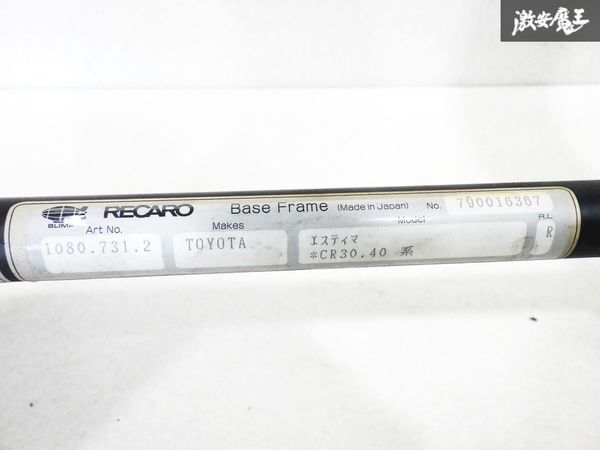 激安魔王
BLIMP RECARO Base Frame (Made in Japan) No. 790016367
Art No. Makes Model R.L
1080.731.2 TOYOTA エスティマ R
*CR30.40 系